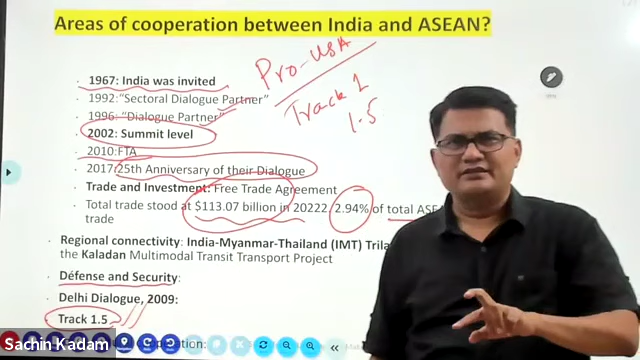 Areas of cooperation between India and ASEAN?
Pro-USA
Track 1
1.5
1967: India was invited
1992:"Sectoral Dialogue Partner"
1996: "Dialogue Partner"
2002: Summit level
2010:FTA
2017:25th Anniversary of their Dialogue
Trade and Investment: Free Trade Agreement
Total trade stood at $113.07 billion in 20222, 2.94% of total ASE
trade
Regional connectivity: India-Myanmar-Thailand (IMT) Trila
the Kaladan Multimodal Transit Transport Project
Défense and Security:
Delhi Dialogue, 2009:
Track 1.5
Sachin Kadam